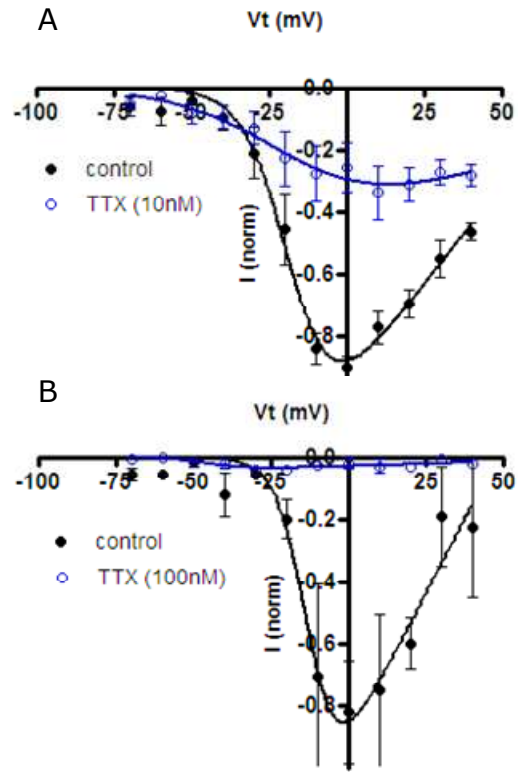 A
Vt (mV)
-100 -75 -50 -25 0.0 25 50
-0.2
-0.4
-0.6
-0.8
I (norm)
control
TTX (10nM)
B
Vt (mV)
-100 -75 -50 -25 0.0 25 50
-0.2
-0.4
-0.6
-0.8
I (norm)
control
TTX (100nM)